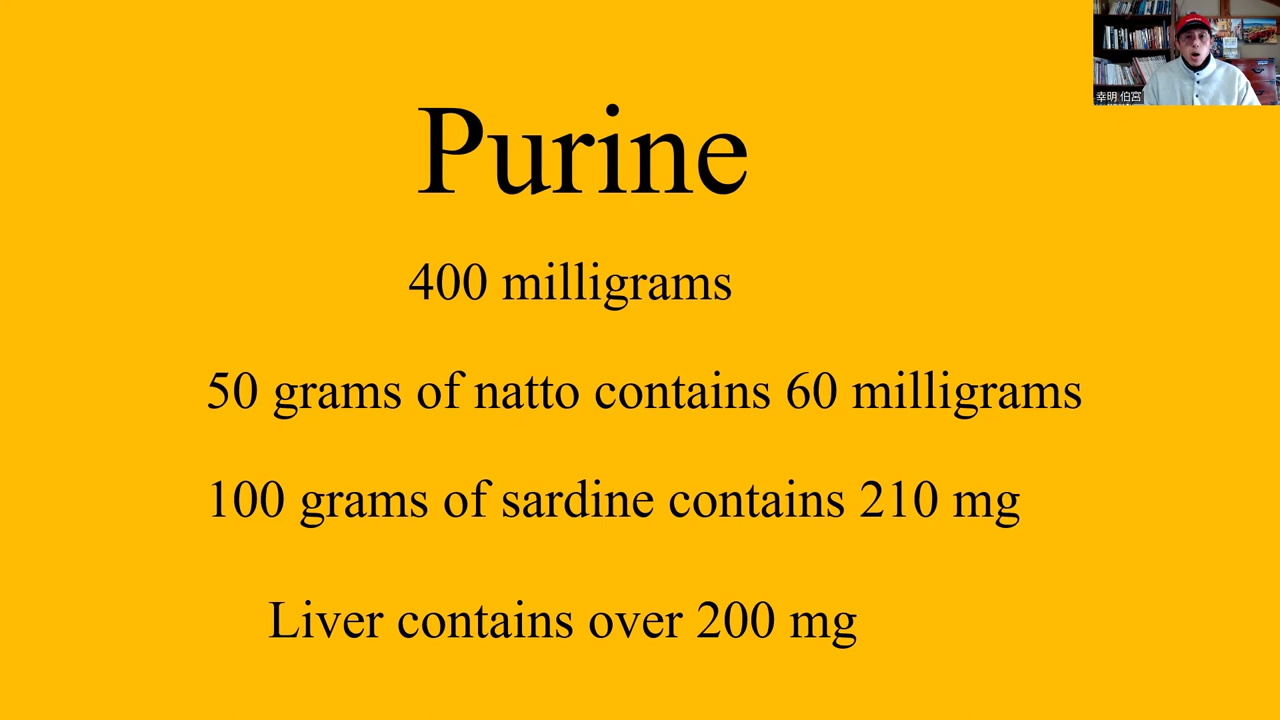 Purine
400 milligrams
50 grams of natto contains 60 milligrams
100 grams of sardine contains 210 mg
Liver contains over 200 mg
幸明 伯宮